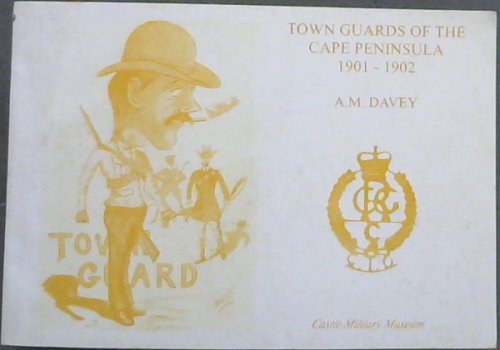 TOWN GUARDS OF THE
CAPE PENINSULA
1901 - 1902
A.M. DAVEY
TOWN
GUARD
Castle Military Museum